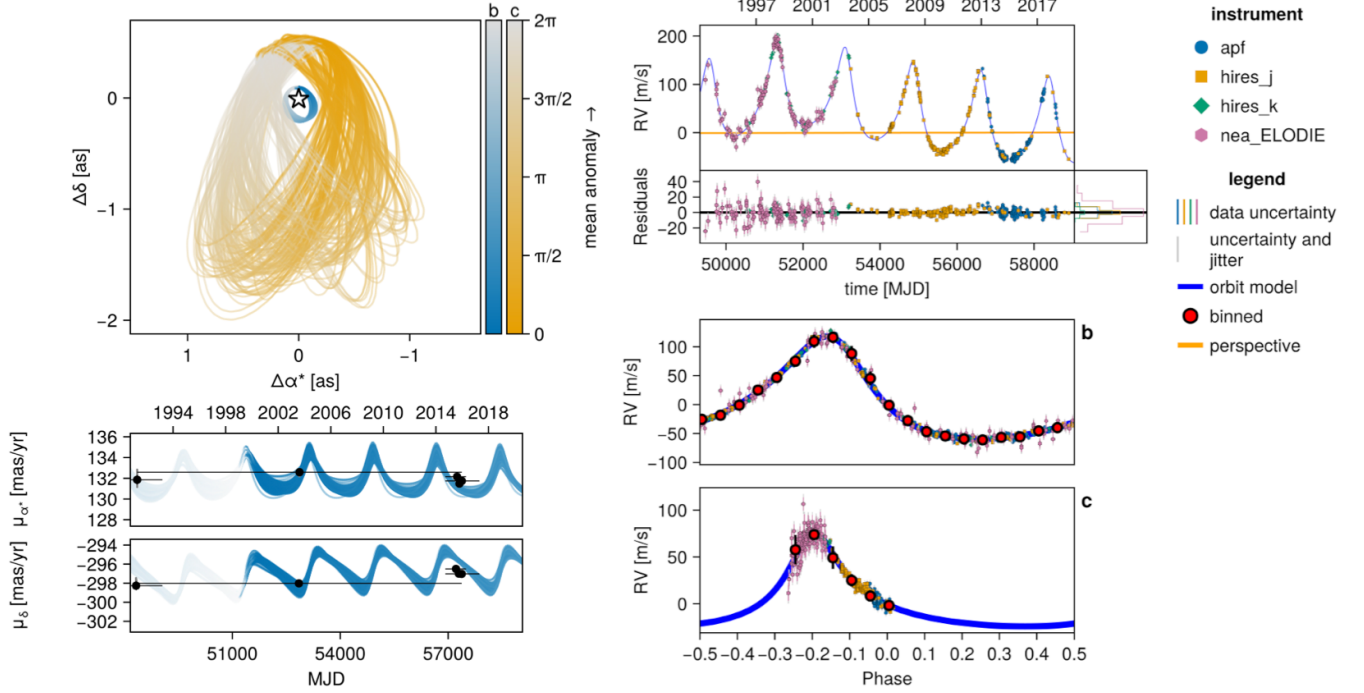 b c
2π
3π/2
π
π/2
0
mean anomaly →
0
−1
−2
Δδ [as]
1 0 −1
Δα* [as]
1994 1998 2002 2006 2010 2014 2018
136
134
132
130
128
μα* [mas/yr]
−294
−296
−298
−300
−302
μδ [mas/yr]
51000 54000 57000
MJD
1997 2001 2005 2009 2013 2017
200
100
0
RV [m/s]
40
20
0
−20
Residuals
50000 52000 54000 56000 58000
time [MJD]
b
100
50
0
−50
−100
RV [m/s]
c
100
50
0
RV [m/s]
−0.5 −0.4 −0.3 −0.2 −0.1 0.0 0.1 0.2 0.3 0.4 0.5
Phase
instrument
apf
hires_j
hires_k
nea_ELODIE
legend
data uncertainty
uncertainty and
jitter
orbit model
binned
perspective